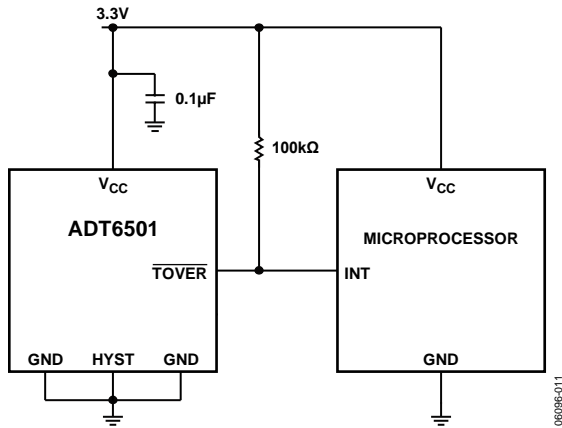 3.3V
0.1µF
100kΩ
VCC
VCC
ADT6501
MICROPROCESSOR
TOVER
INT
GND
HYST
GND
GND
06096-011